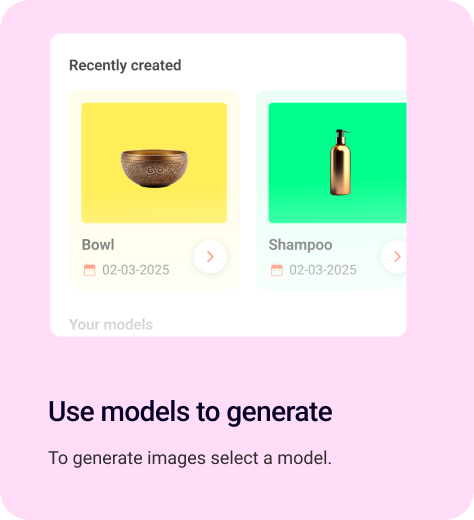 Recently created
Bowl
02-03-2025
Shampoo
02-03-2025
Your models
Use models to generate
To generate images select a model.